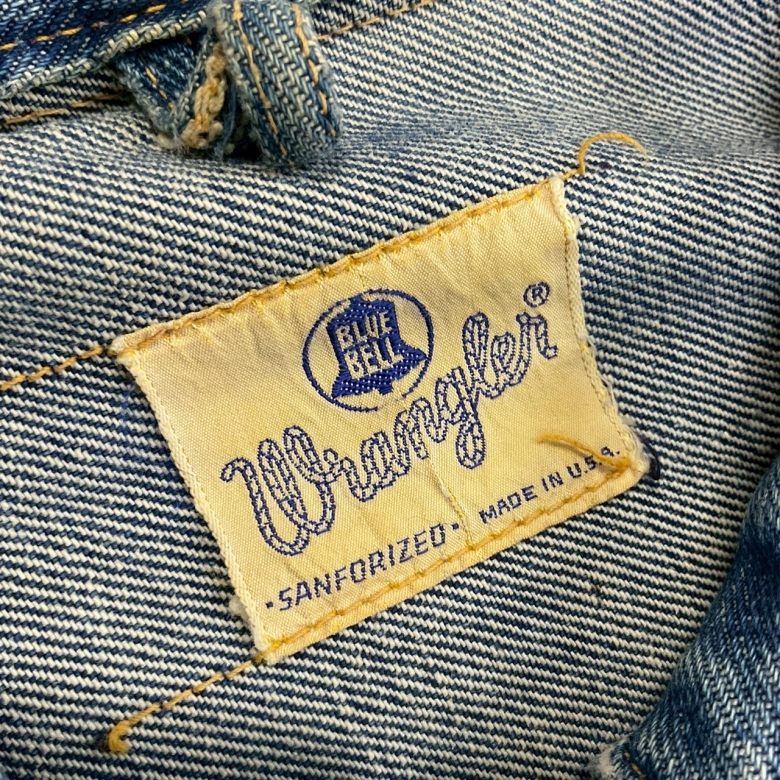 BLUE
BELL
Wrangler®
•SANFORIZED• MADE IN U.S.A.